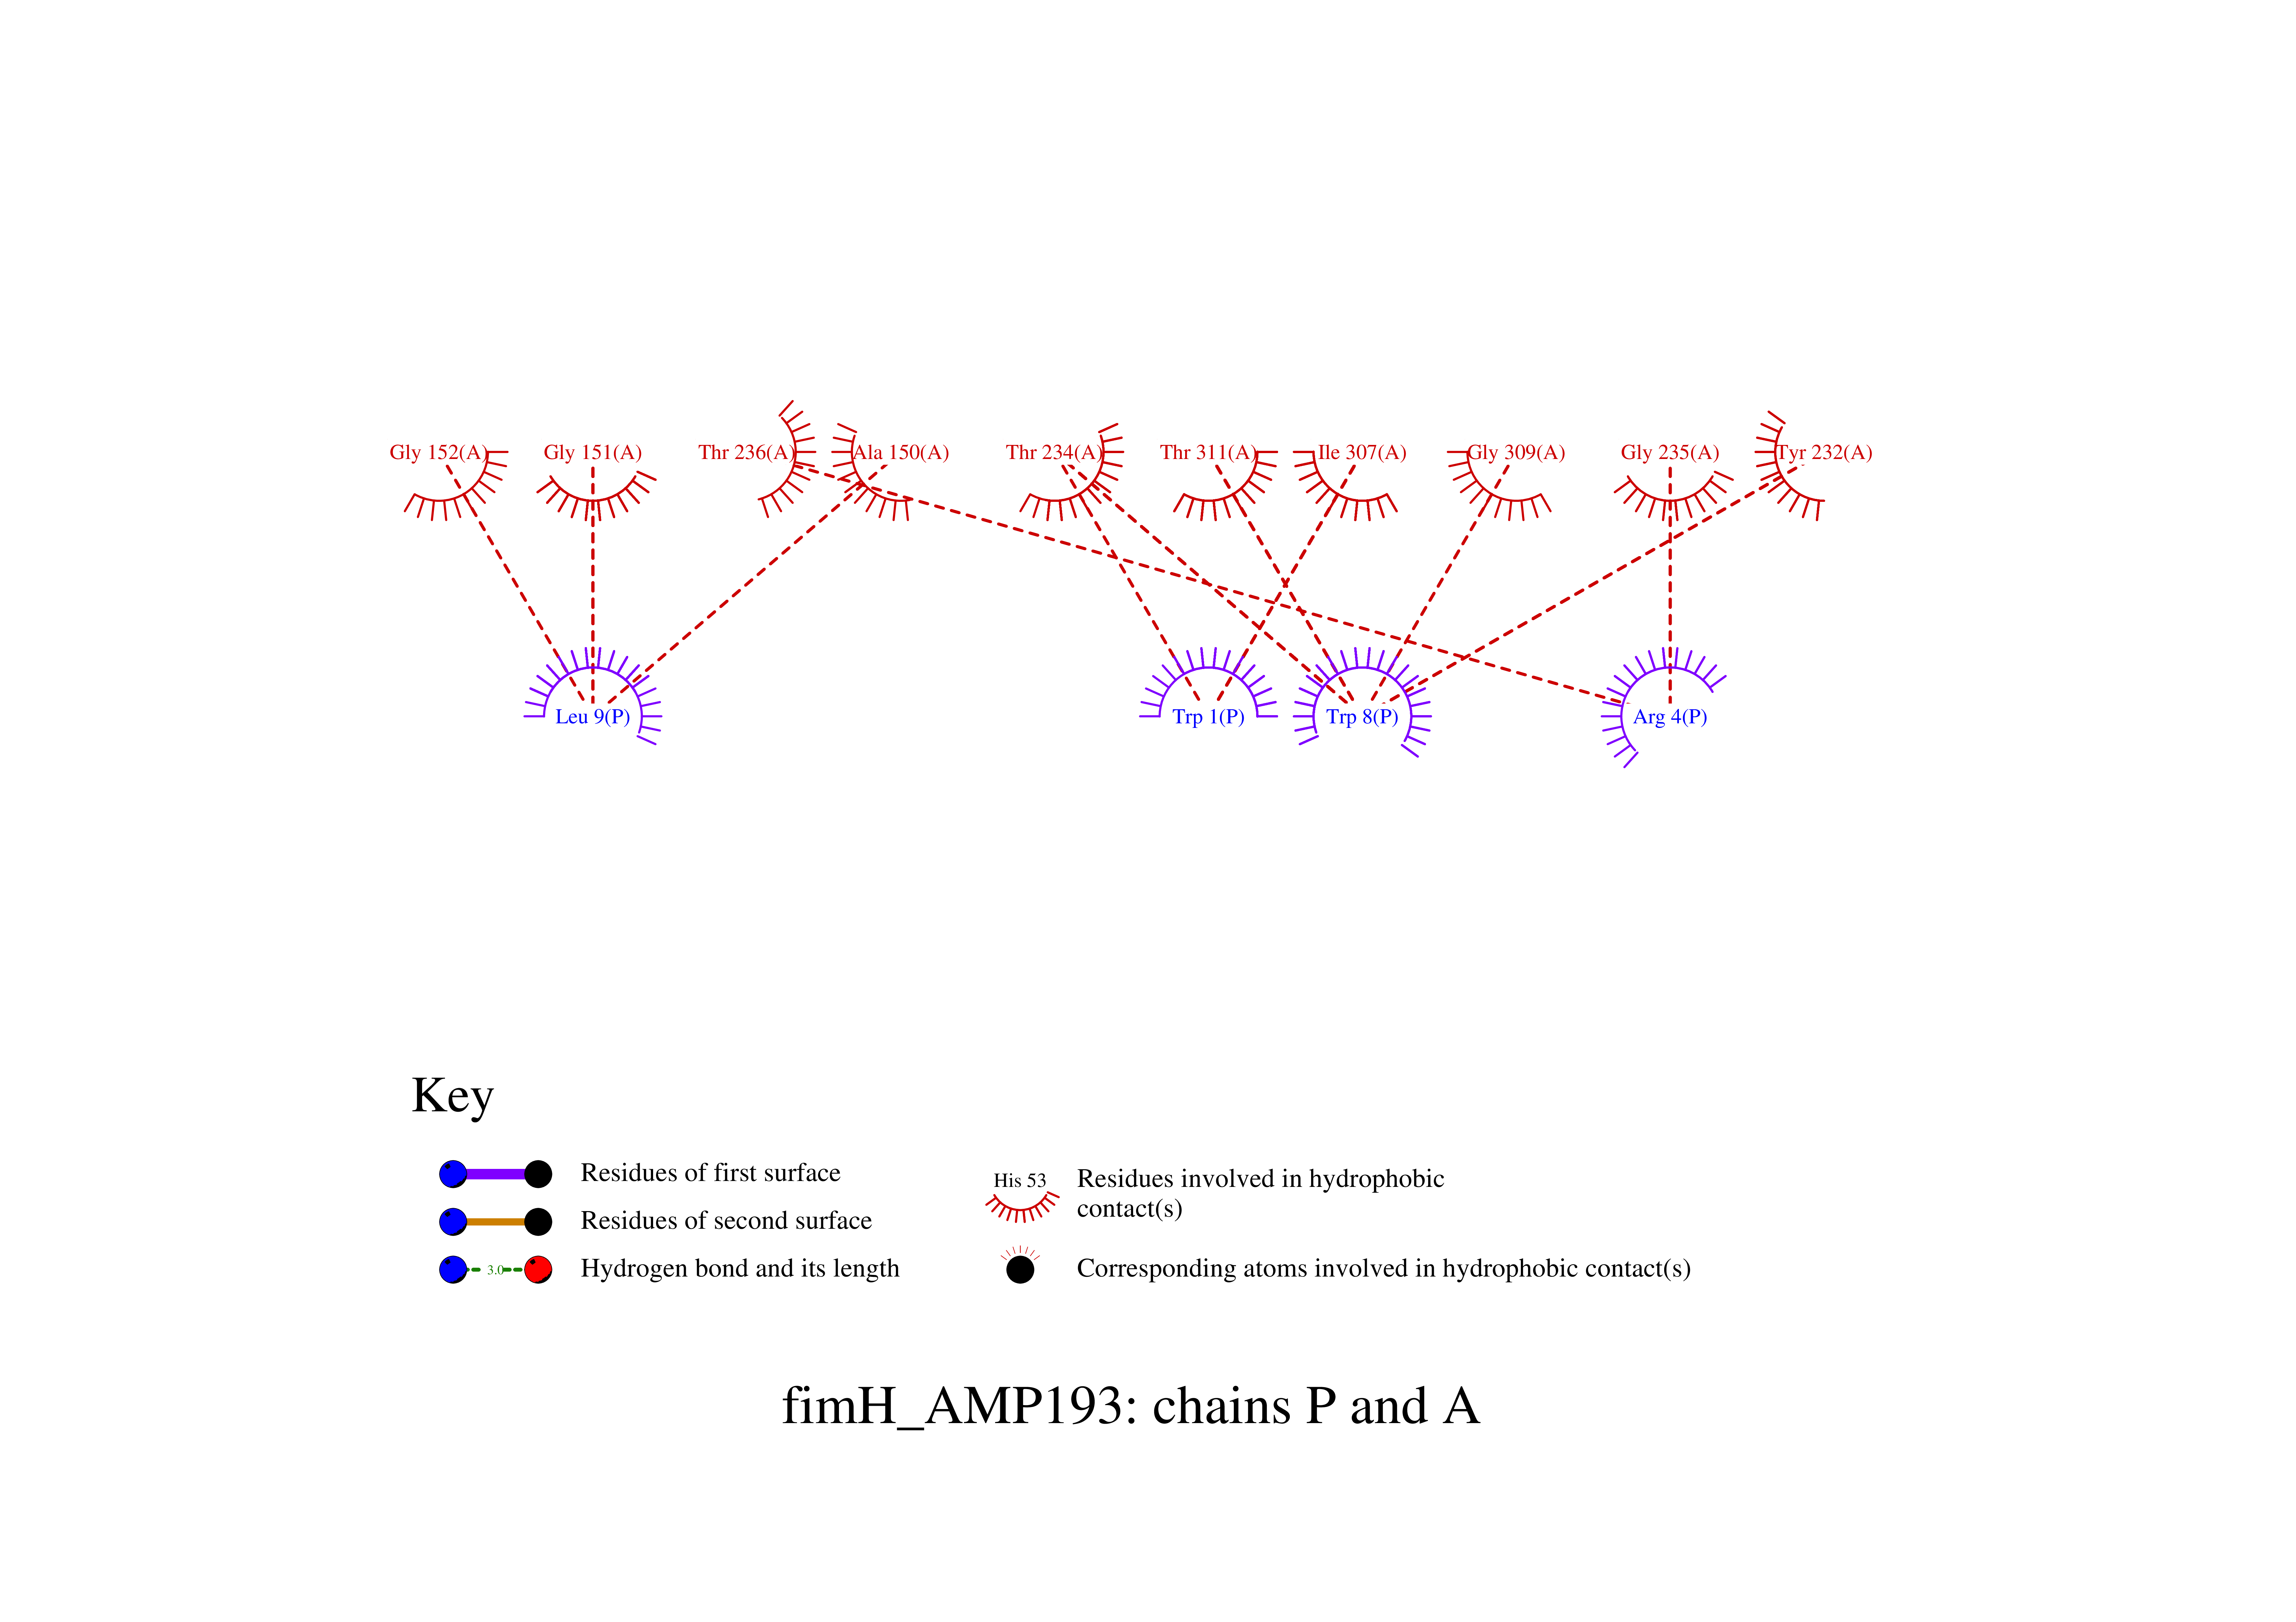 Gly 152(A) Gly 151(A) Thr 236(A) Ala 150(A) Thr 234(A) Thr 311(A) Ile 307(A) Gly 309(A) Gly 235(A) Tyr 232(A)
Leu 9(P) Trp 1(P) Trp 8(P) Arg 4(P)
Key
Residues of first surface
Residues of second surface
3.0 Hydrogen bond and its length
His 53 Residues involved in hydrophobic
contact(s)
Corresponding atoms involved in hydrophobic contact(s)
fimH_AMP193: chains P and A